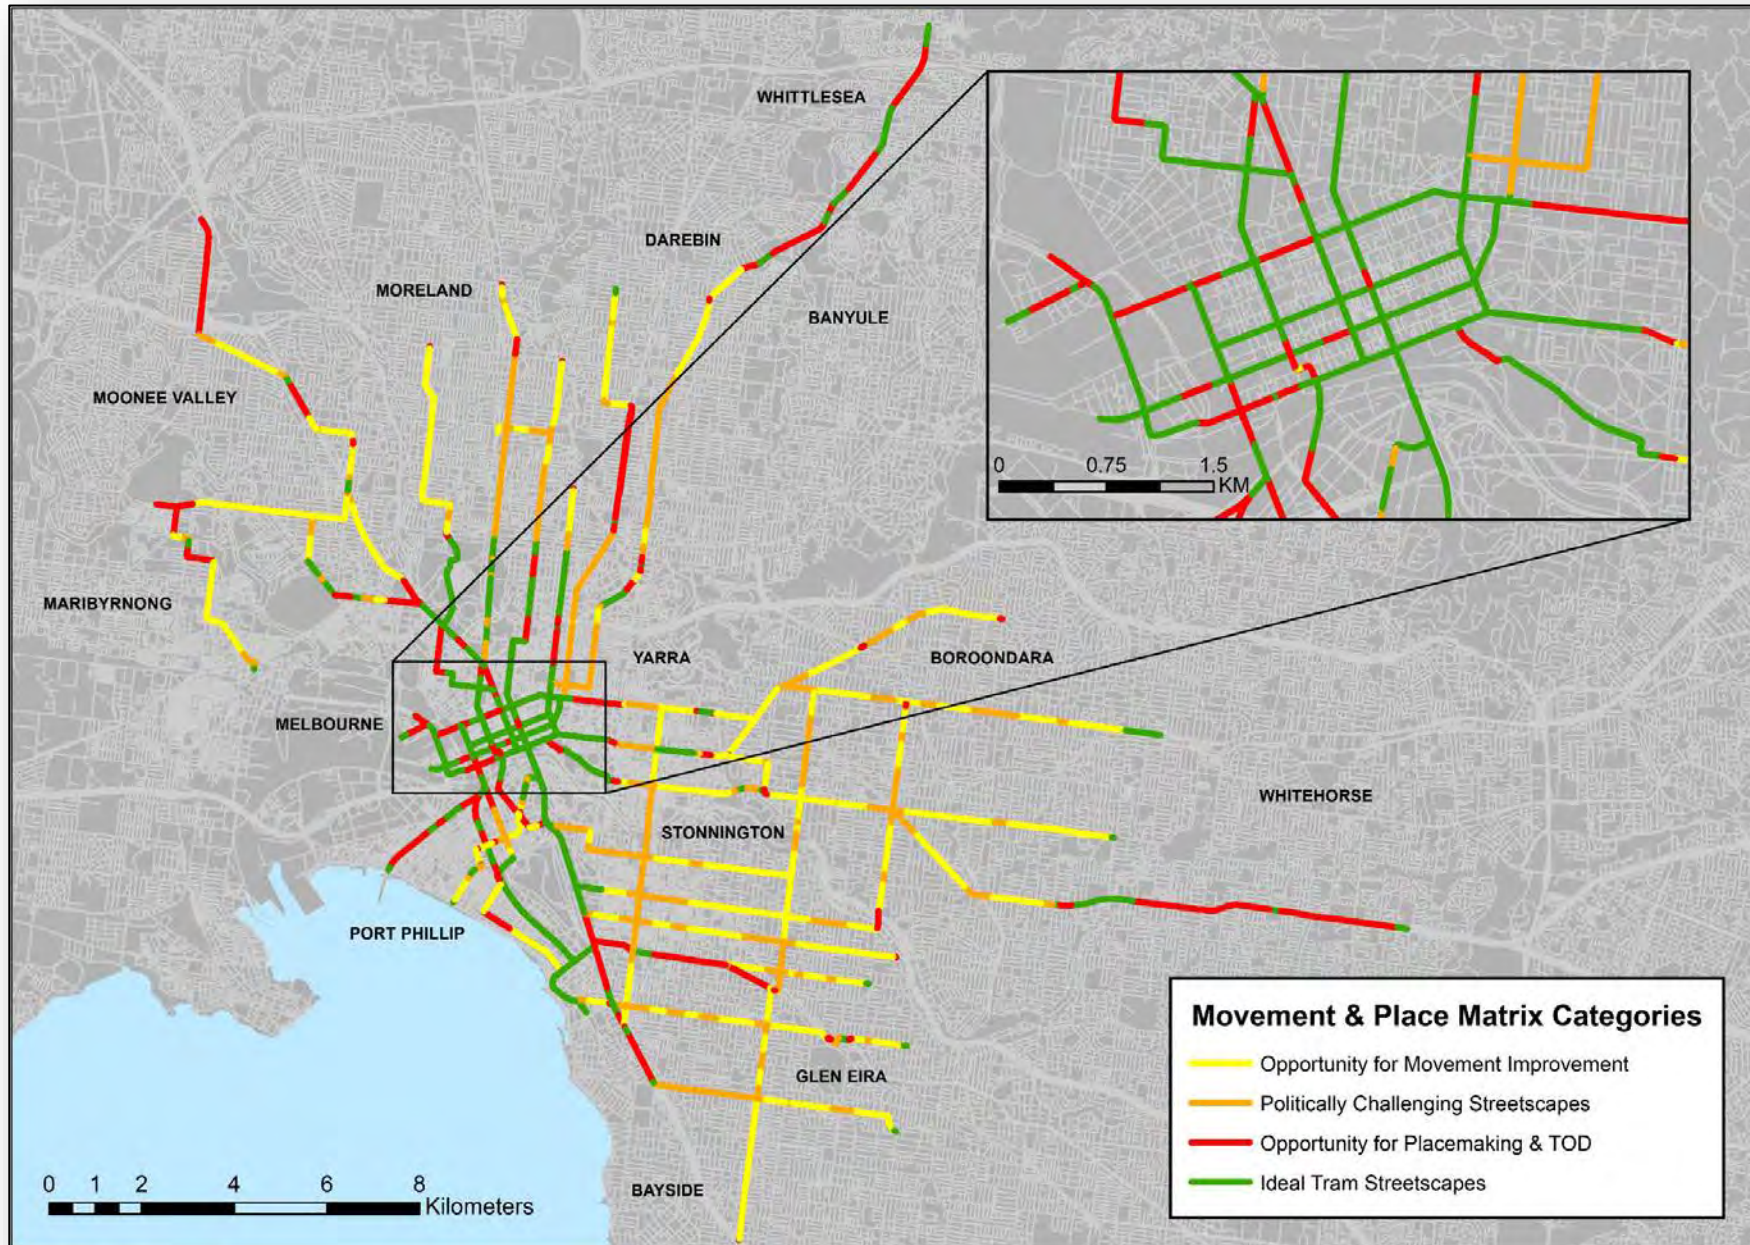 WHITTLESEA
DAREBIN
MORELAND
BANYULE
MOONEE VALLEY
MARIBYRNONG
YARRA
BOROONDARA
MELBOURNE
WHITEHORSE
STONNINGTON
PORT PHILLIP
GLEN EIRA
BAYSIDE
0 0.75 1.5
KM
0 1 2 4 6 8
Kilometers
Movement & Place Matrix Categories
Opportunity for Movement Improvement
Politically Challenging Streetscapes
Opportunity for Placemaking & TOD
Ideal Tram Streetscapes